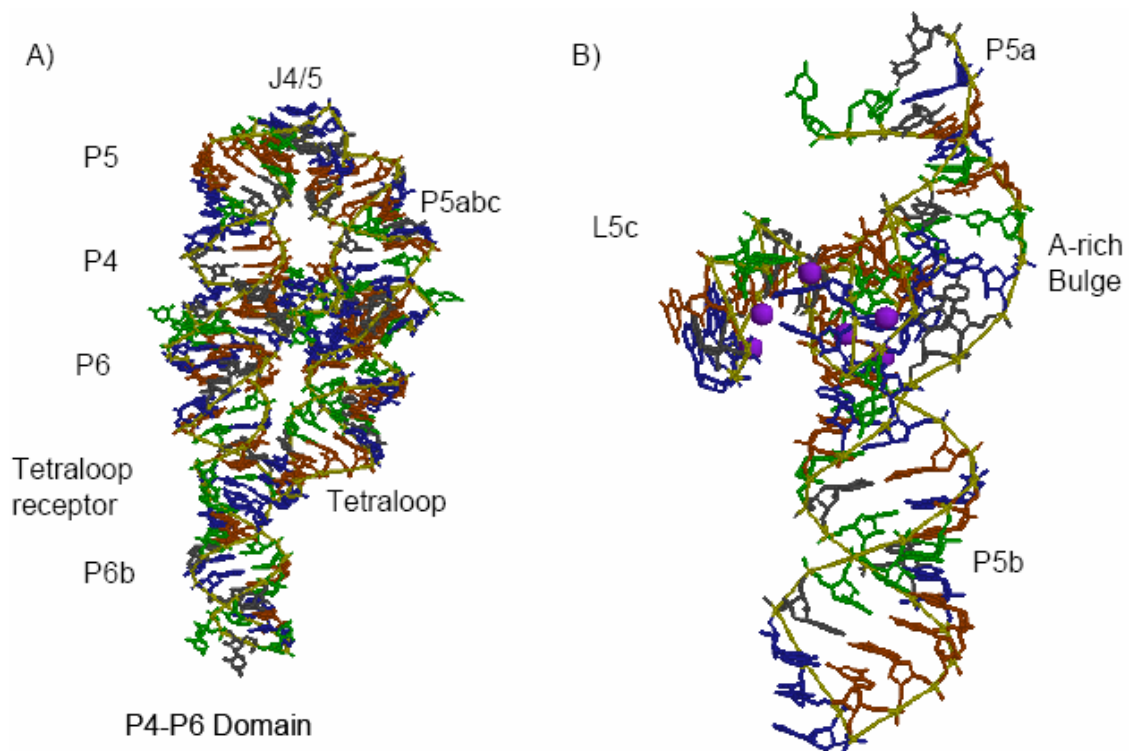 A)
J4/5
P5
P5abc
P4
P6
Tetraloop
receptor
Tetraloop
P6b
P4-P6 Domain
B)
P5a
L5c
A-rich
Bulge
P5b